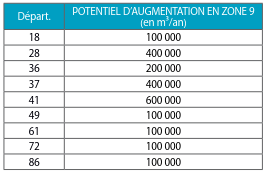 Départ. POTENTIEL D'AUGMENTATION EN ZONE 9
(en m³/an)
18 100 000
28 400 000
36 200 000
37 400 000
41 600 000
49 100 000
61 100 000
72 100 000
86 100 000